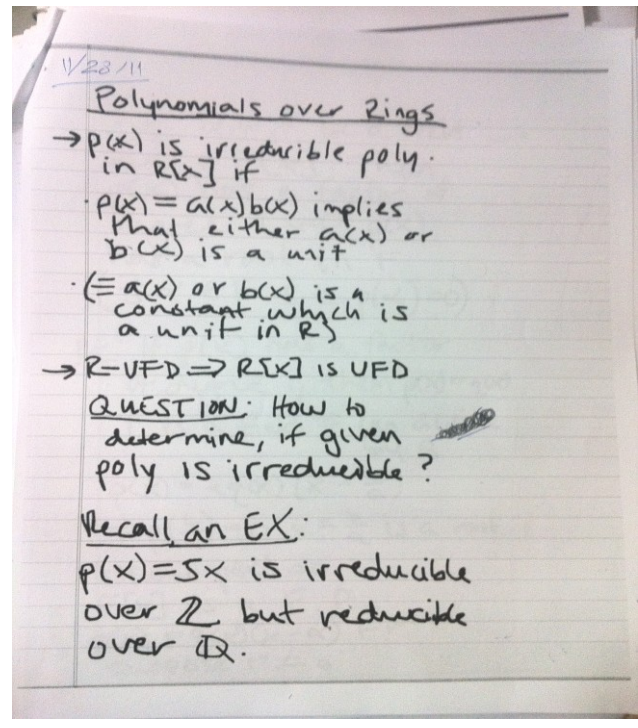 11/23/11
Polynomials over Rings
→ p(x) is irreducible poly.
in R[x] if
· p(x) = a(x)b(x) implies
that either a(x) or
b(x) is a unit
· (≡ a(x) or b(x) is a
constant which is
a unit in R)
→ R-UFD => R[x] is UFD
QUESTION: How to
determine, if given
poly is irreducible?
Recall an EX:
p(x)=5x is irreducible
over ℤ but reducible
over ℚ.